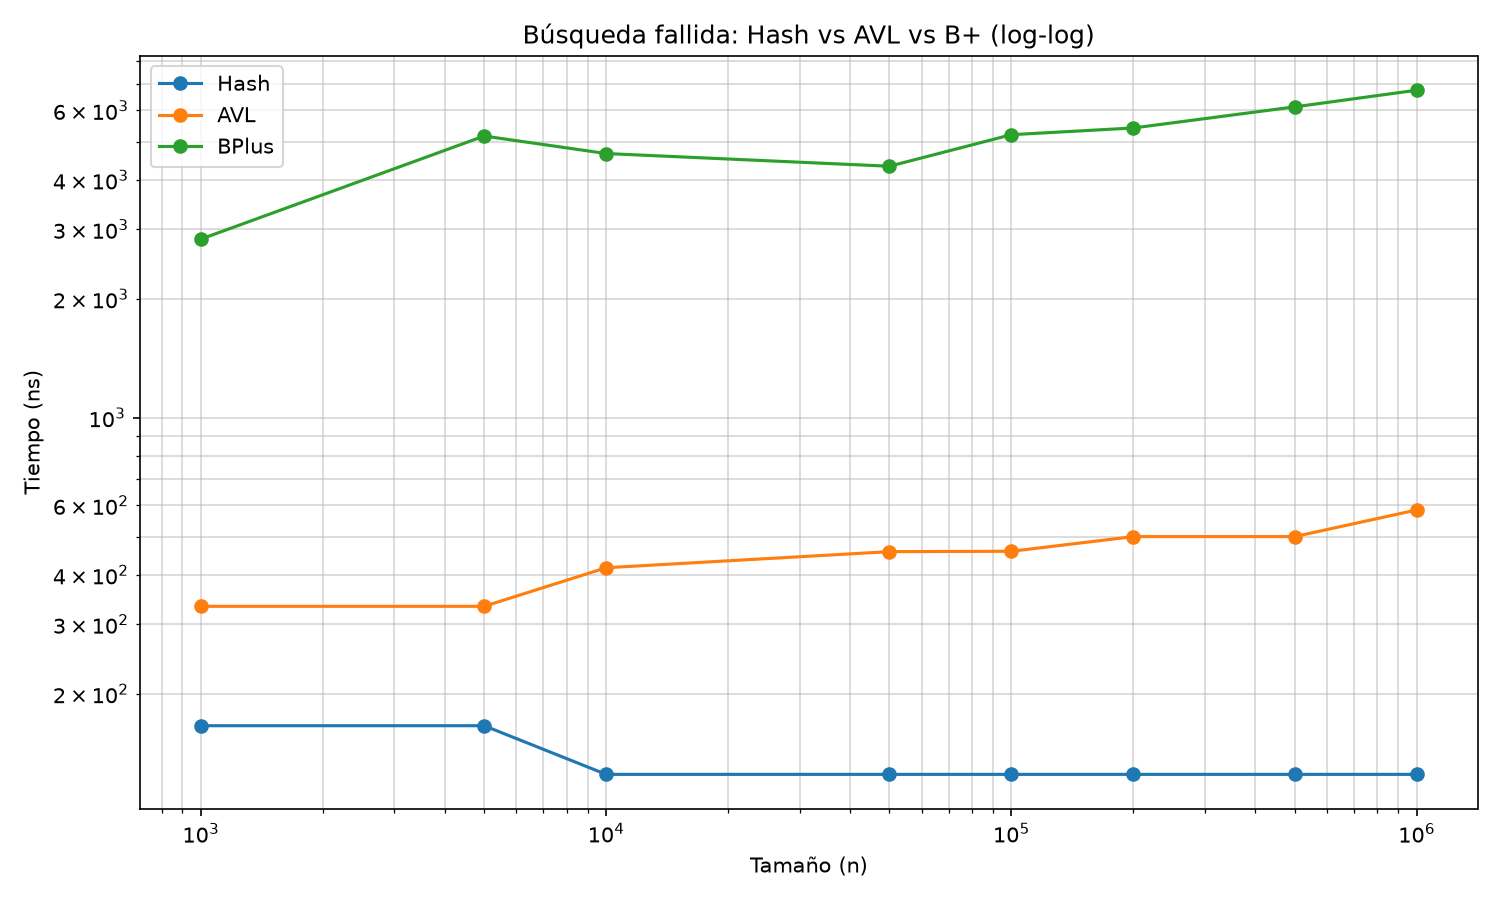 Búsqueda fallida: Hash vs AVL vs B+ (log-log)
Hash
AVL
BPlus
6 × 10³
4 × 10³
3 × 10³
2 × 10³
10³
6 × 10²
4 × 10²
3 × 10²
2 × 10²
Tiempo (ns)
10³ 10⁴ 10⁵ 10⁶
Tamaño (n)